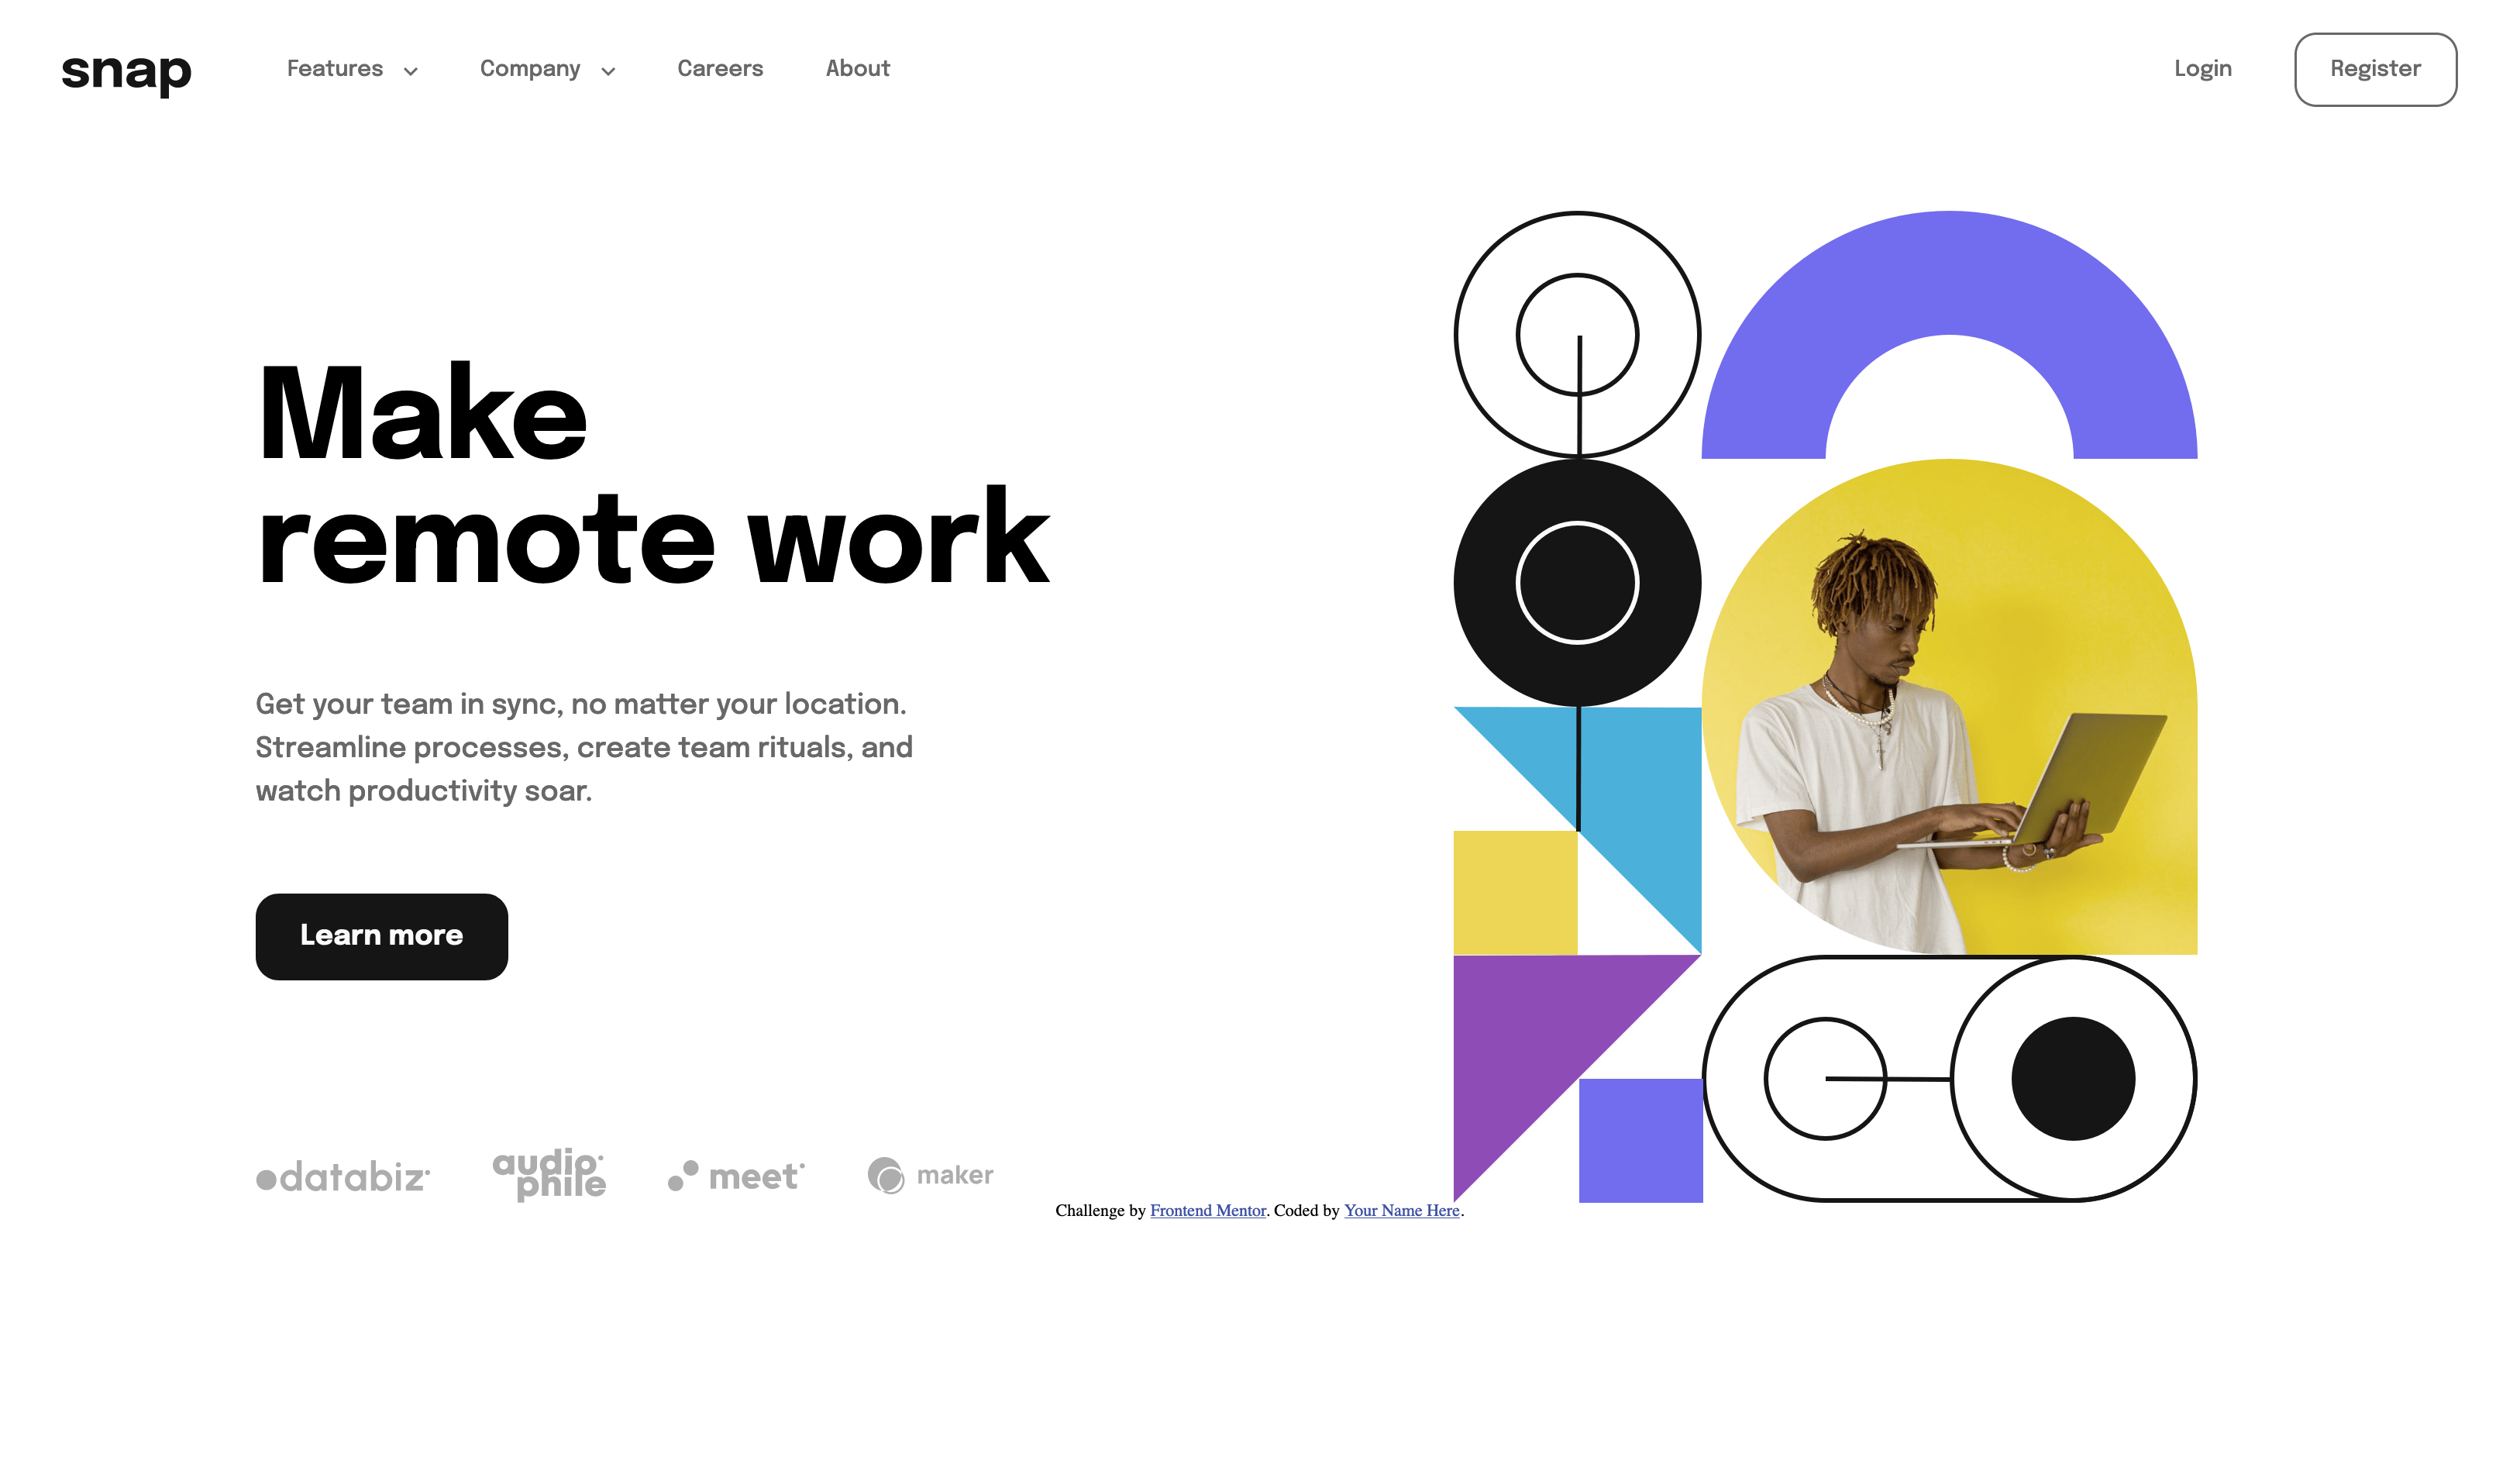 snap Features Company Careers About Login Register
Make
remote work
Get your team in sync, no matter your location.
Streamline processes, create team rituals, and
watch productivity soar.
Learn more
databiz audiophile meet maker
Challenge by Frontend Mentor. Coded by Your Name Here.